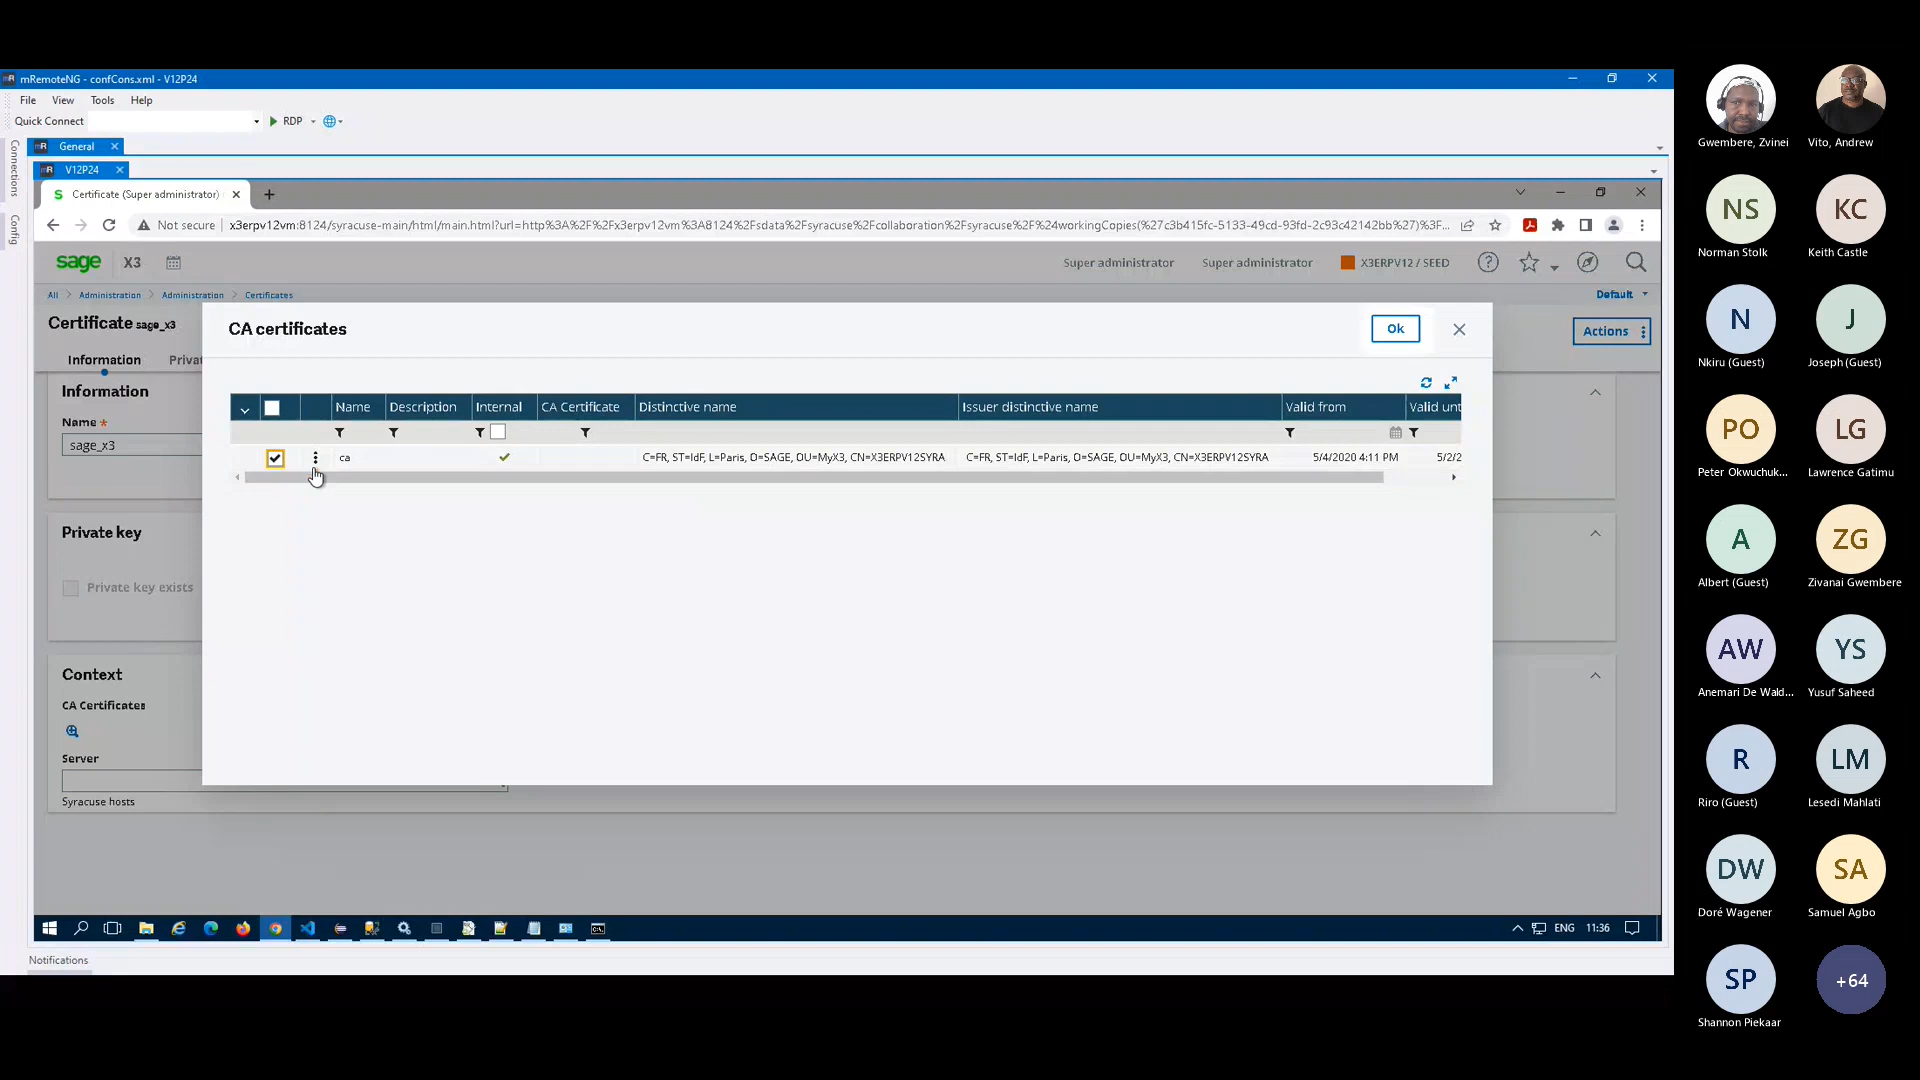 mRemoteNG - confCons.xml - V12P24
File View Tools Help
Quick Connect RDP
Connections
Config
General
V12P24
Certificate (Super administrator)
Not secure x3erpv12vm:8124/syracuse-main/html/main.html?url=http%3A%2F%2Fx3erpv12vm%3A8124%2Fsdata%2Fsyracuse%2Fcollaboration%2Fsyracuse%2F%24workingCopies(%27c3b415fc-5133-49cd-93fd-2c93c42142bb%27)%3F...
sage X3 Super administrator Super administrator X3ERPV12 / SEED
All Administration Administration Certificates Default
Certificate sage_x3 Actions
Information Privat
Information
Name *
sage_x3
Private key
Private key exists
Context
CA Certificates
Server
Syracuse hosts
CA certificates Ok
Name Description Internal CA Certificate Distinctive name Issuer distinctive name Valid from Valid unt
ca C=FR, ST=IdF, L=Paris, O=SAGE, OU=MyX3, CN=X3ERPV12SYRA C=FR, ST=IdF, L=Paris, O=SAGE, OU=MyX3, CN=X3ERPV12SYRA 5/4/2020 4:11 PM 5/2/2
ENG 11:36
Notifications
Gwembere, Zvinei Vito, Andrew
NS KC
Norman Stolk Keith Castle
N J
Nkiru (Guest) Joseph (Guest)
PO LG
Peter Okwuchuk... Lawrence Gatimu
A ZG
Albert (Guest) Zivanai Gwembere
AW YS
Anemari De Wald... Yusuf Saheed
R LM
Riro (Guest) Lesedi Mahlati
DW SA
Doré Wagener Samuel Agbo
SP +64
Shannon Piekaar